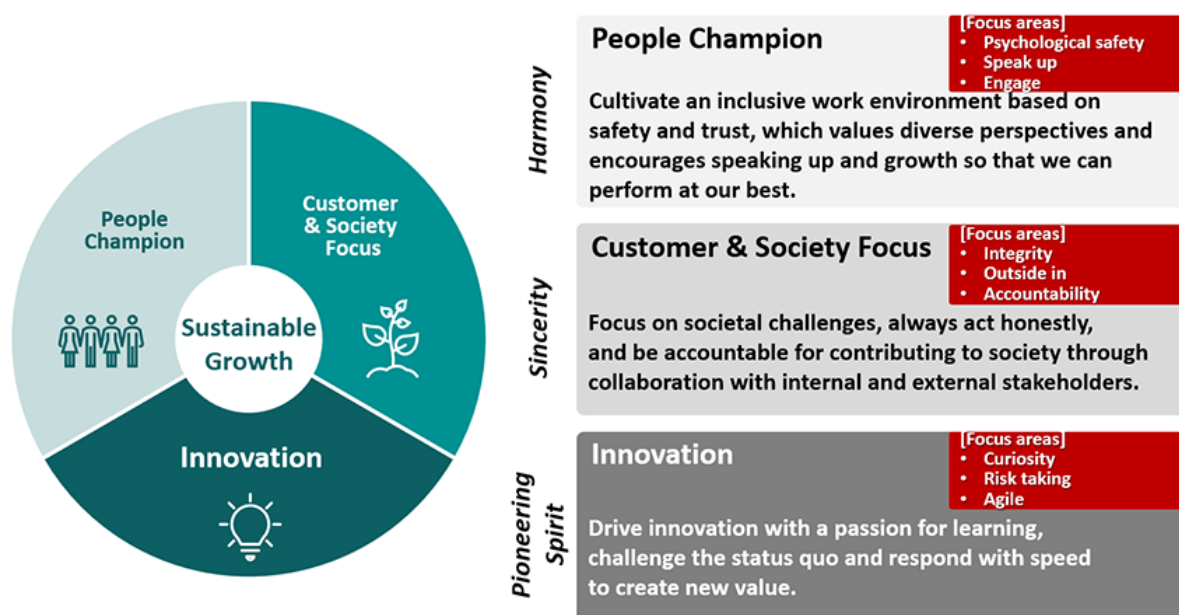 People
Champion
Customer
& Society
Focus
Sustainable
Growth
Innovation
Harmony
People Champion
[Focus areas]
• Psychological safety
• Speak up
• Engage
Cultivate an inclusive work environment based on
safety and trust, which values diverse perspectives and
encourages speaking up and growth so that we can
perform at our best.
Sincerity
Customer & Society Focus
[Focus areas]
• Integrity
• Outside in
• Accountability
Focus on societal challenges, always act honestly,
and be accountable for contributing to society through
collaboration with internal and external stakeholders.
Pioneering
Spirit
Innovation
[Focus areas]
• Curiosity
• Risk taking
• Agile
Drive innovation with a passion for learning,
challenge the status quo and respond with speed
to create new value.